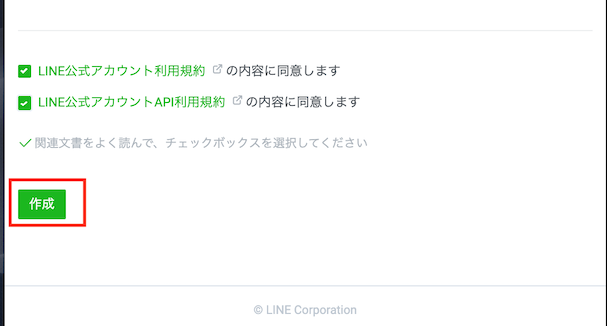 LINE公式アカウント利用規約 の内容に同意します
LINE公式アカウントAPI利用規約 の内容に同意します
関連文書をよく読んで、チェックボックスを選択してください
作成
© LINE Corporation